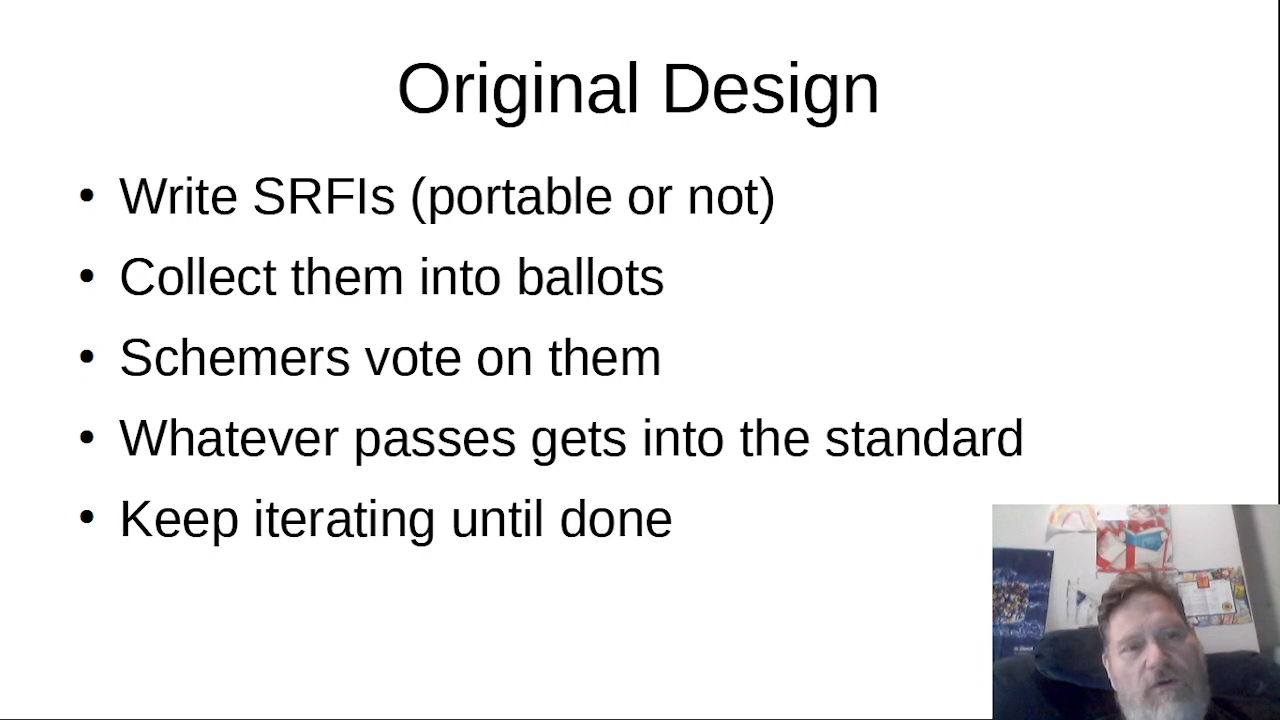 Original Design
• Write SRFIs (portable or not)
• Collect them into ballots
• Schemers vote on them
• Whatever passes gets into the standard
• Keep iterating until done